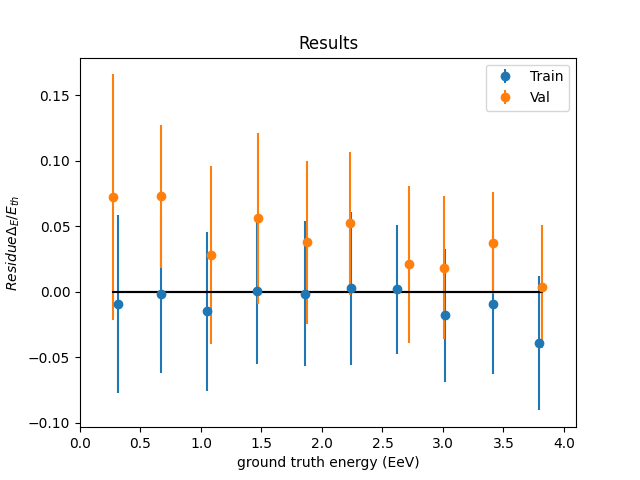 Results
Train
Val
0.15
0.10
0.05
0.00
−0.05
−0.10
Residue Δ_E/E_th
0.0 0.5 1.0 1.5 2.0 2.5 3.0 3.5 4.0
ground truth energy (EeV)